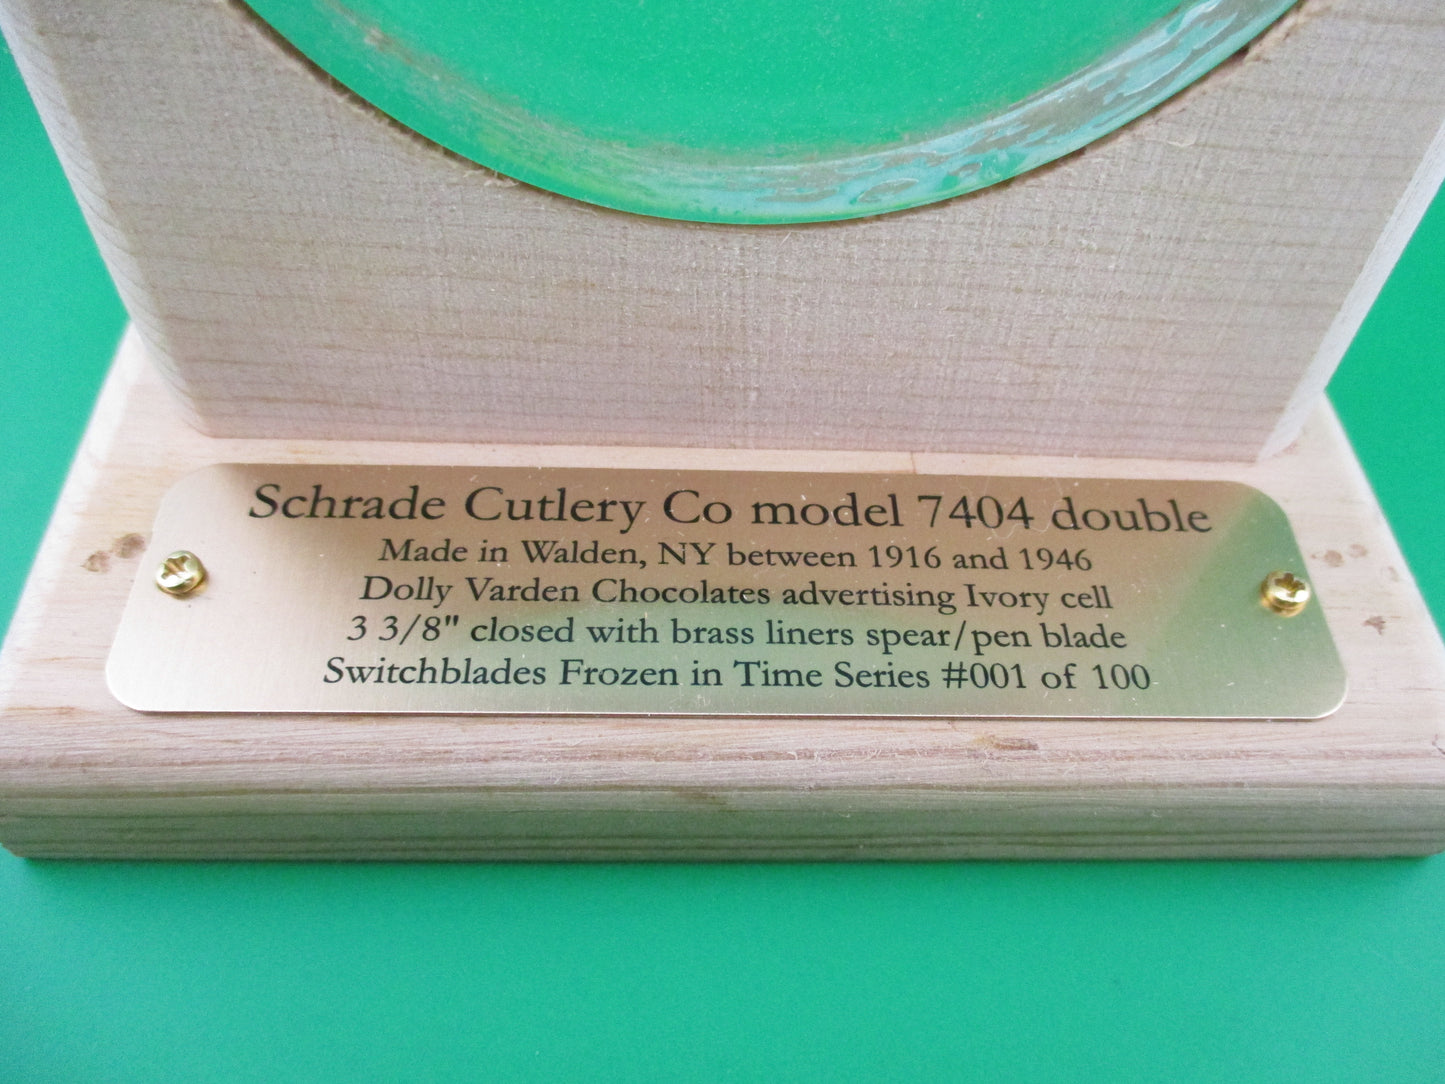 Schrade Cutlery Co model 7404 double
Made in Walden, NY between 1916 and 1946
Dolly Varden Chocolates advertising Ivory cell
3 3/8" closed with brass liners spear/pen blade
Switchblades Frozen in Time Series #001 of 100